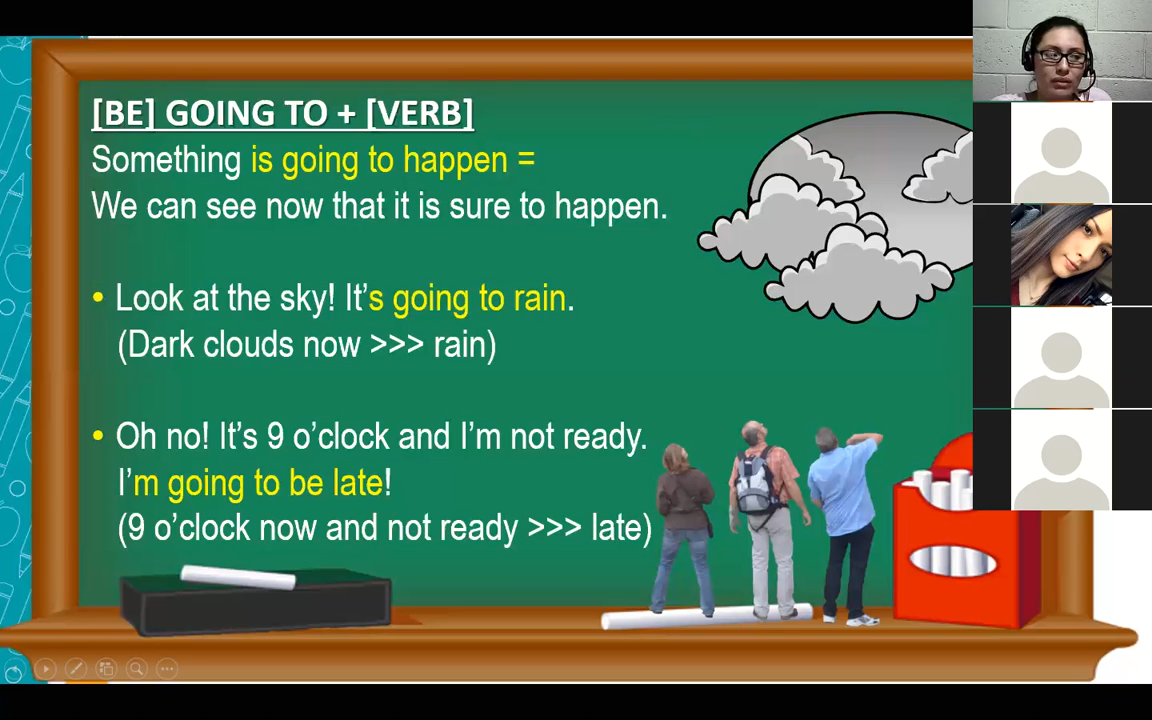 [BE] GOING TO + [VERB]
Something is going to happen =
We can see now that it is sure to happen.
• Look at the sky! It’s going to rain.
(Dark clouds now >>> rain)
• Oh no! It’s 9 o’clock and I’m not ready.
I’m going to be late!
(9 o’clock now and not ready >>> late)